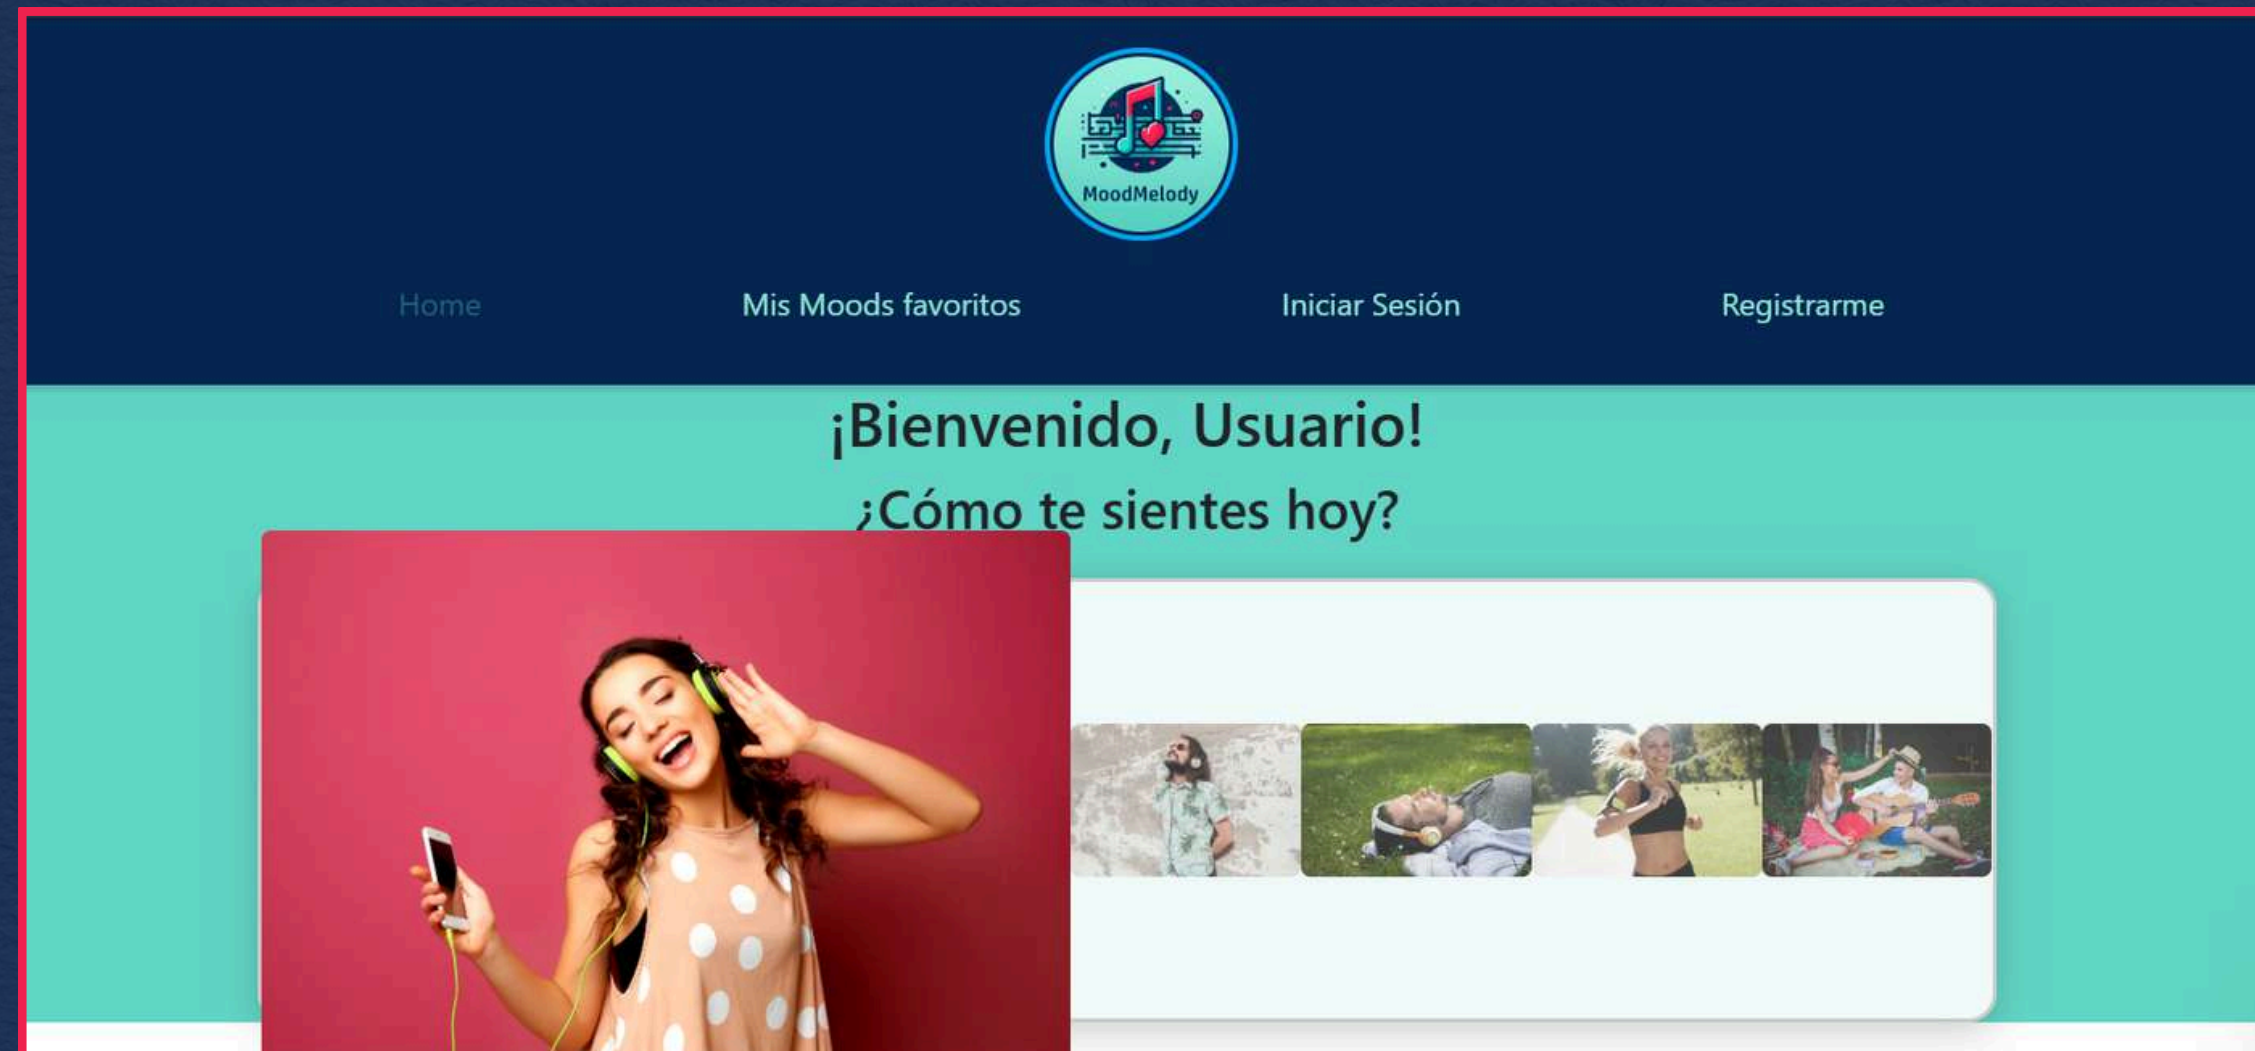 MoodMelody
Home Mis Moods favoritos Iniciar Sesión Registrarme
¡Bienvenido, Usuario!
¿Cómo te sientes hoy?